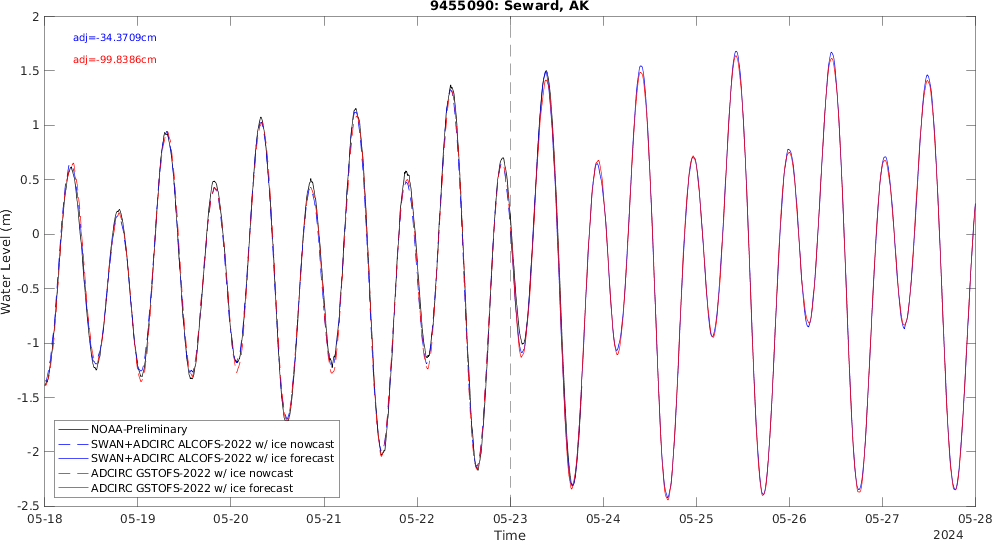 9455090: Seward, AK
adj=-34.3709cm
adj=-99.8386cm
2
1.5
1
0.5
0
-0.5
-1
-1.5
-2
-2.5
Water Level (m)
NOAA-Preliminary
SWAN+ADCIRC ALCOFS-2022 w/ ice nowcast
SWAN+ADCIRC ALCOFS-2022 w/ ice forecast
ADCIRC GSTOFS-2022 w/ ice nowcast
ADCIRC GSTOFS-2022 w/ ice forecast
05-18 05-19 05-20 05-21 05-22 05-23 05-24 05-25 05-26 05-27 05-28
Time
2024